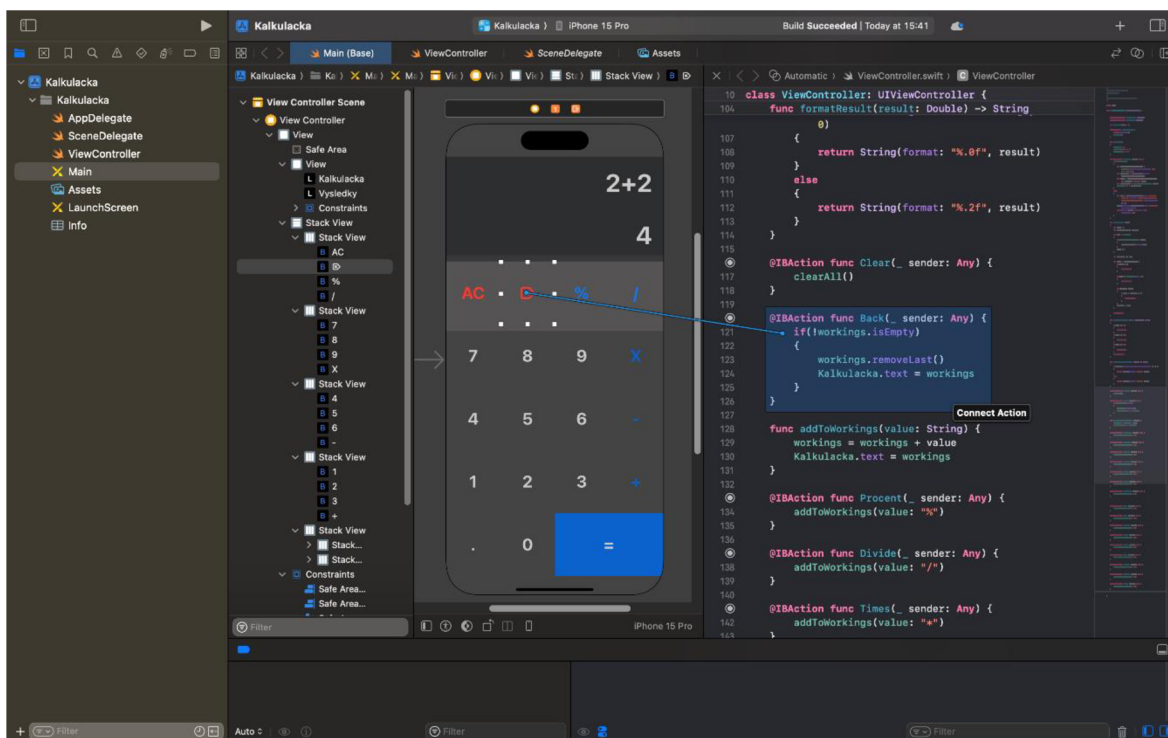 Kalkulacka
Kalkulacka
iPhone 15 Pro
Build Succeeded | Today at 15:41
Main (Base)
ViewController
SceneDelegate
Assets
Kalkulacka
Kalkulacka
AppDelegate
SceneDelegate
ViewController
Main
Assets
LaunchScreen
Info
Filter
Kalkulacka
Stack View
B
View Controller Scene
View Controller
View
Safe Area
View
L Kalkulacka
L Vysledky
Constraints
Stack View
Stack View
B AC
B
B %
B /
Stack View
B 7
B 8
B 9
B X
Stack View
B 4
B 5
B 6
B -
Stack View
B 1
B 2
B 3
B +
Stack View
Stack...
Stack...
Constraints
Safe Area...
Safe Area...
Filter
2+2
4
AC
%
/
7 8 9 X
4 5 6 -
1 2 3 +
. 0 =
iPhone 15 Pro
Automatic
ViewController.swift
C ViewController
10 class ViewController: UIViewController {
104 func formatResult(result: Double) -> String
0)
107 {
108 return String(format: "%.0f", result)
109 }
110 else
111 {
112 return String(format: "%.2f", result)
113 }
114 }
115
@IBAction func Clear(_ sender: Any) {
117 clearAll()
118 }
119
@IBAction func Back(_ sender: Any) {
121 if(!workings.isEmpty)
122 {
123 workings.removeLast()
124 Kalkulacka.text = workings
125 }
126 }
Connect Action
127
128 func addToWorkings(value: String) {
129 workings = workings + value
130 Kalkulacka.text = workings
131 }
132
@IBAction func Procent(_ sender: Any) {
134 addToWorkings(value: "%")
135 }
136
@IBAction func Divide(_ sender: Any) {
138 addToWorkings(value: "/")
139 }
140
@IBAction func Times(_ sender: Any) {
142 addToWorkings(value: "*")
143 }
Auto
Filter
Filter